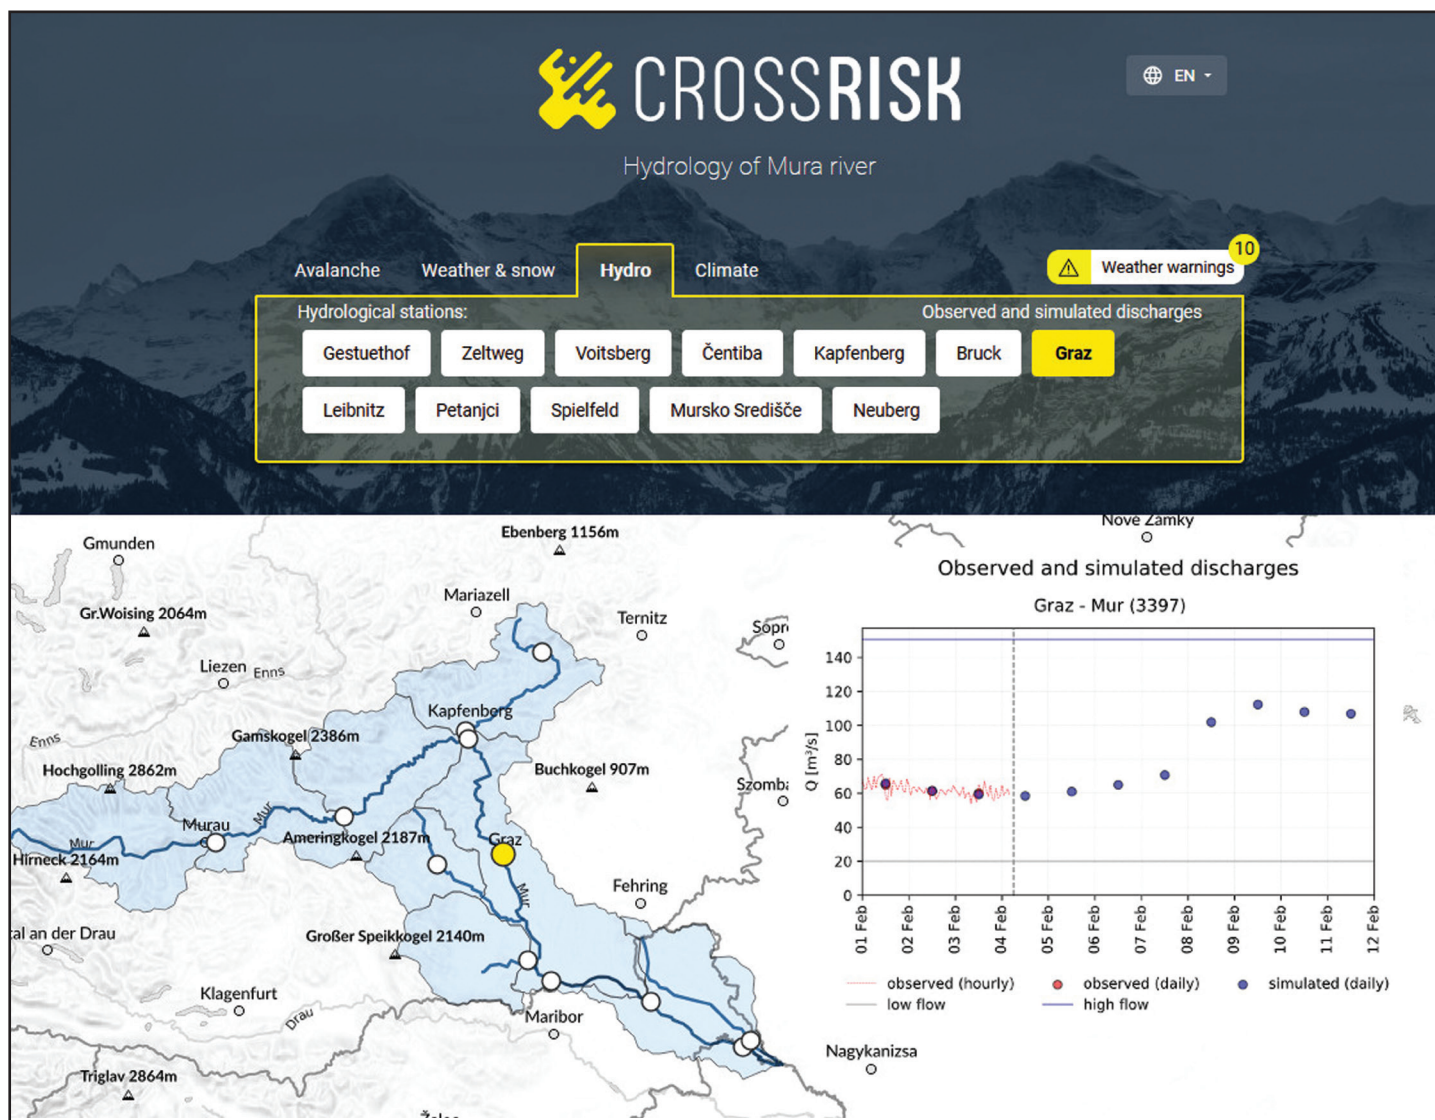 CROSSRISK
EN
Hydrology of Mura river
Avalanche
Weather & snow
Hydro
Climate
Weather warnings
10
Hydrological stations:
Observed and simulated discharges
Gestuethof
Zeltweg
Voitsberg
Čentiba
Kapfenberg
Bruck
Graz
Leibnitz
Petanjci
Spielfeld
Mursko Središče
Neuberg
Gmunden
Ebenberg 1156m
Nové Zámky
Mariazell
Gr.Woising 2064m
Ternitz
Sopr
Liezen
Enns
Kapfenberg
Enns
Gamskogel 2386m
Hochgolling 2862m
Buchkogel 907m
Szomba
Mur
Murau
Mur
Ameringkogel 2187m
Graz
Hirneck 2164m
Mur
Fehring
tal an der Drau
Großer Speikkogel 2140m
Klagenfurt
Drau
Maribor
Nagykanizsa
Triglav 2864m
Observed and simulated discharges
Graz - Mur (3397)
Q [m³/s]
140
120
100
80
60
40
20
0
01 Feb
02 Feb
03 Feb
04 Feb
05 Feb
06 Feb
07 Feb
08 Feb
09 Feb
10 Feb
11 Feb
12 Feb
observed (hourly)
observed (daily)
simulated (daily)
low flow
high flow